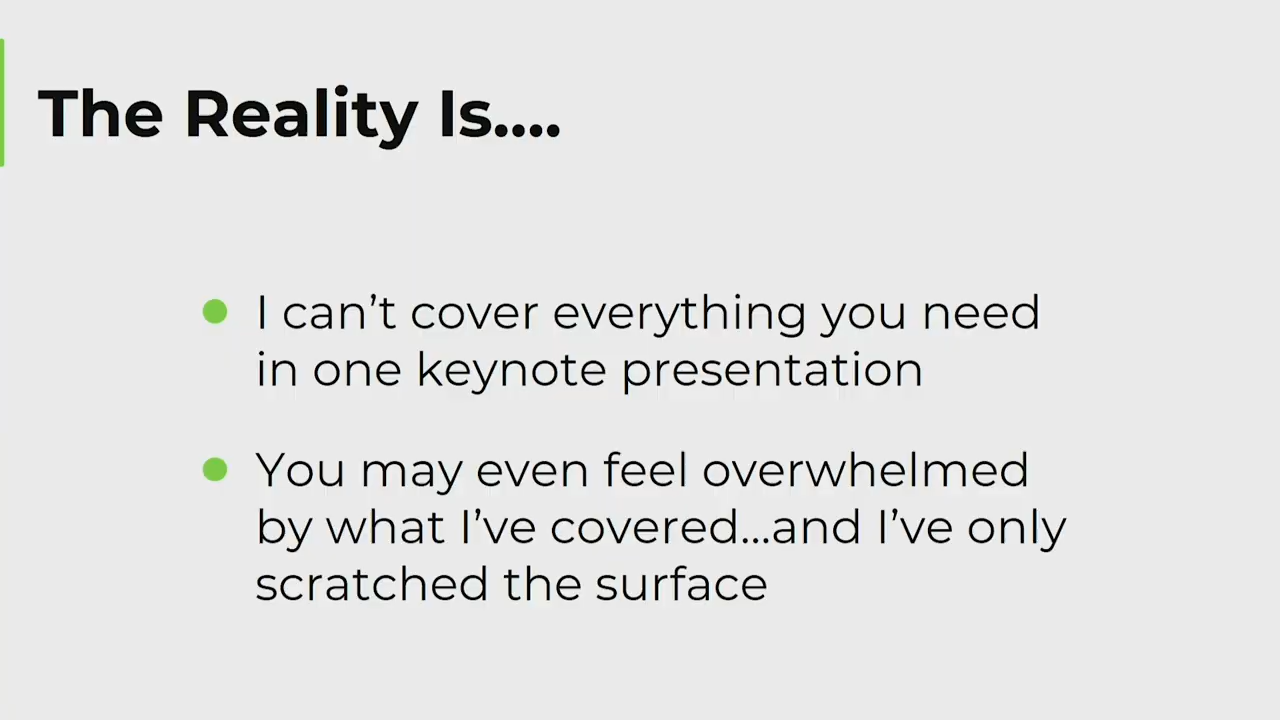 The Reality Is....
I can’t cover everything you need
in one keynote presentation
You may even feel overwhelmed
by what I’ve covered...and I’ve only
scratched the surface